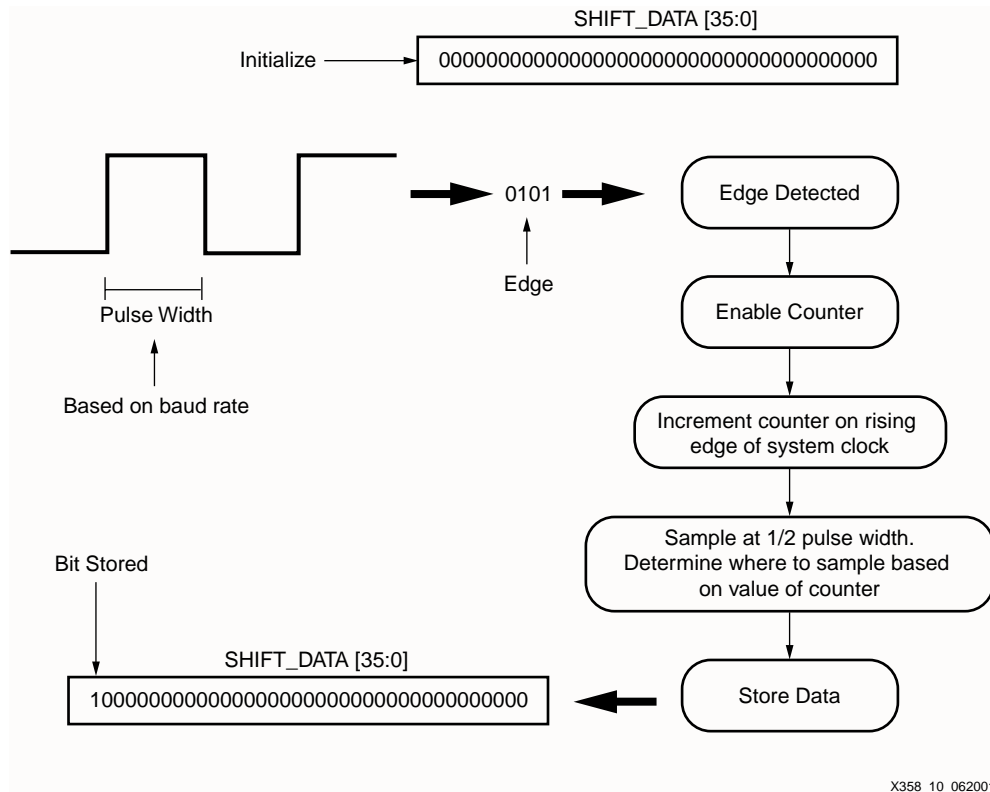 SHIFT_DATA [35:0]
Initialize
000000000000000000000000000000000000
0101
Edge Detected
Edge
Pulse Width
Enable Counter
Based on baud rate
Increment counter on rising
edge of system clock
Sample at 1/2 pulse width.
Determine where to sample based
on value of counter
Bit Stored
SHIFT_DATA [35:0]
100000000000000000000000000000000000
Store Data
X358_10_062001